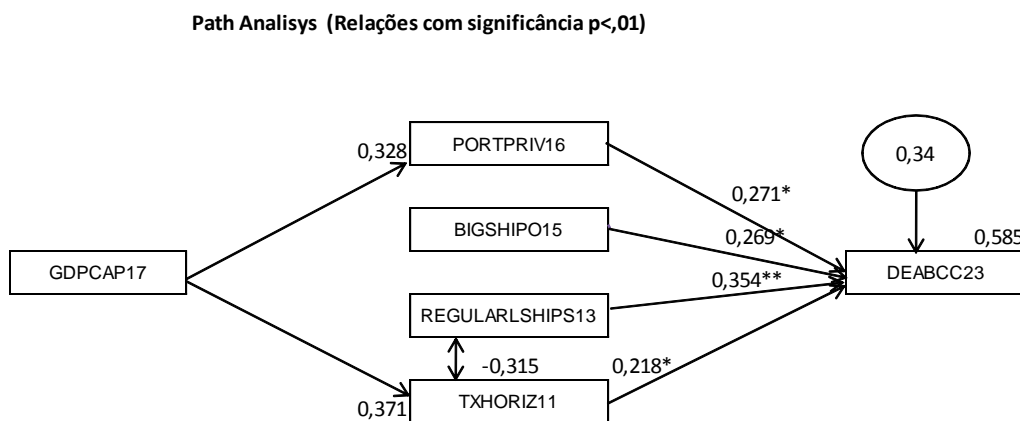 Path Analisys (Relações com significância p<,01)
0,328
PORTPRIV16
0,34
0,271*
BIGSHIPO15
0,269*
0,585
GDPCAP17
DEABCC23
0,354**
REGULARLSHIPS13
-0,315
0,218*
0,371
TXHORIZ11